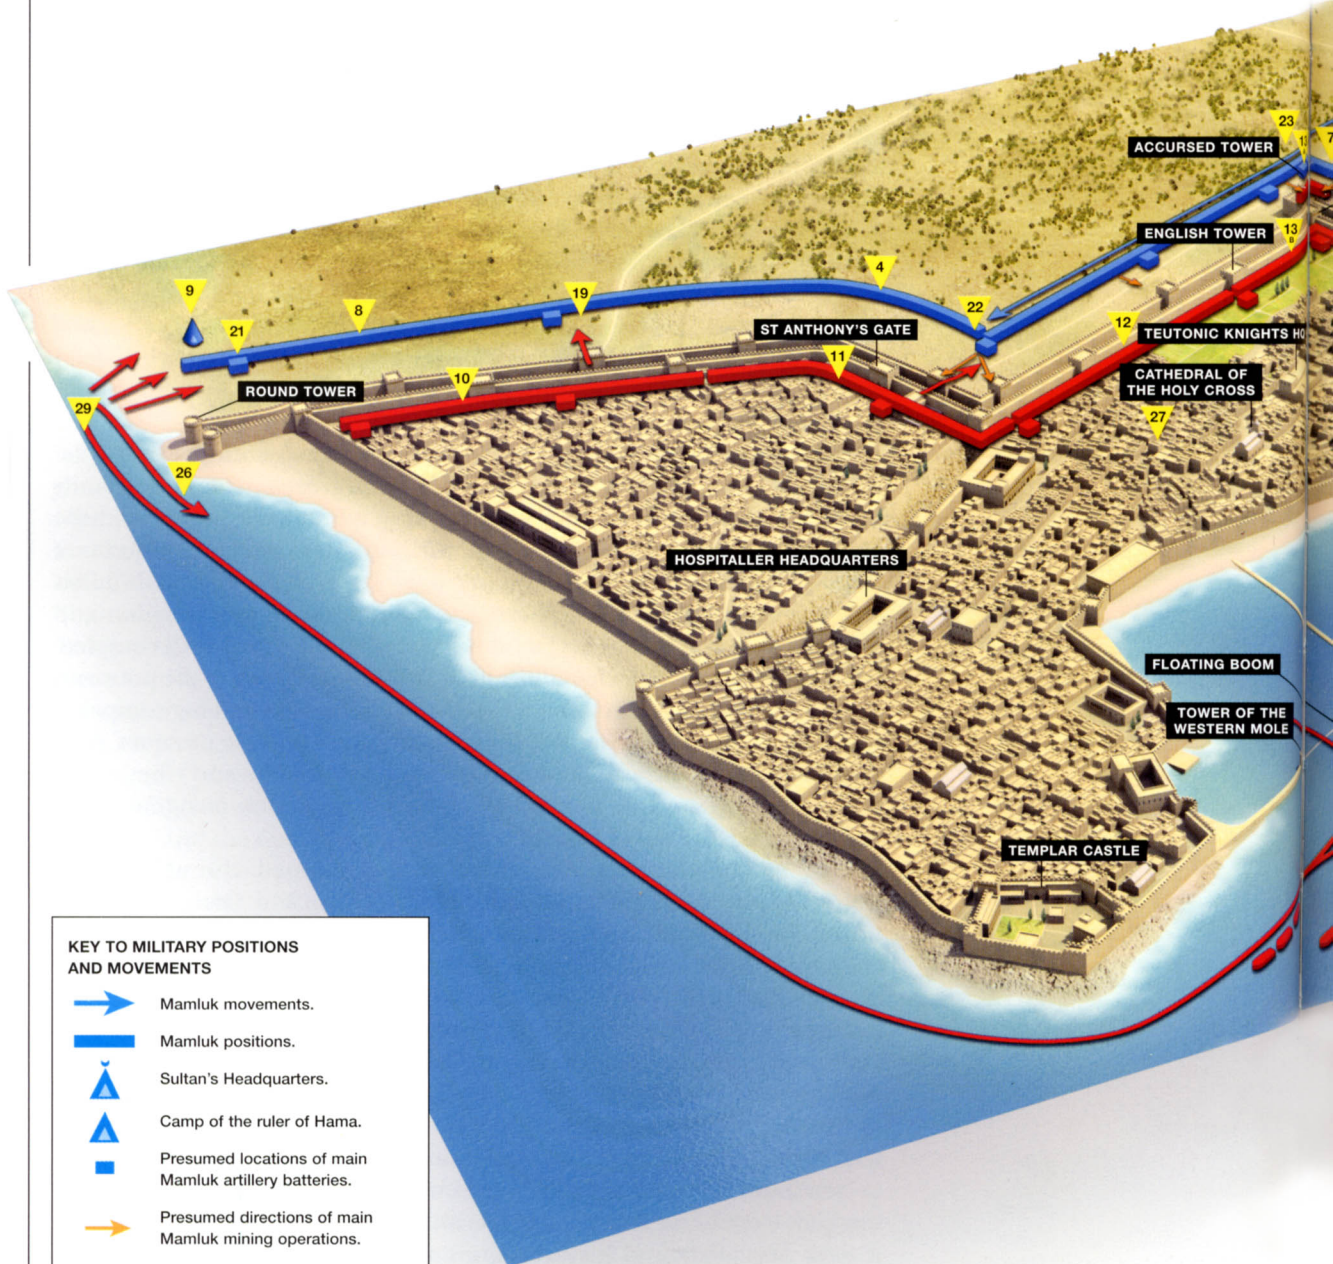 23
ACCURSED TOWER
7
ENGLISH TOWER
13
B
4
9
19
8
22
21
ST ANTHONY'S GATE
12
TEUTONIC KNIGHTS
11
10
ROUND TOWER
CATHEDRAL OF
THE HOLY CROSS
29
27
26
HOSPITALLER HEADQUARTERS
FLOATING BOOM
TOWER OF THE
WESTERN MOLE
TEMPLAR CASTLE
KEY TO MILITARY POSITIONS
AND MOVEMENTS
Mamluk movements.
Mamluk positions.
Sultan's Headquarters.
Camp of the ruler of Hama.
Presumed locations of main
Mamluk artillery batteries.
Presumed directions of main
Mamluk mining operations.